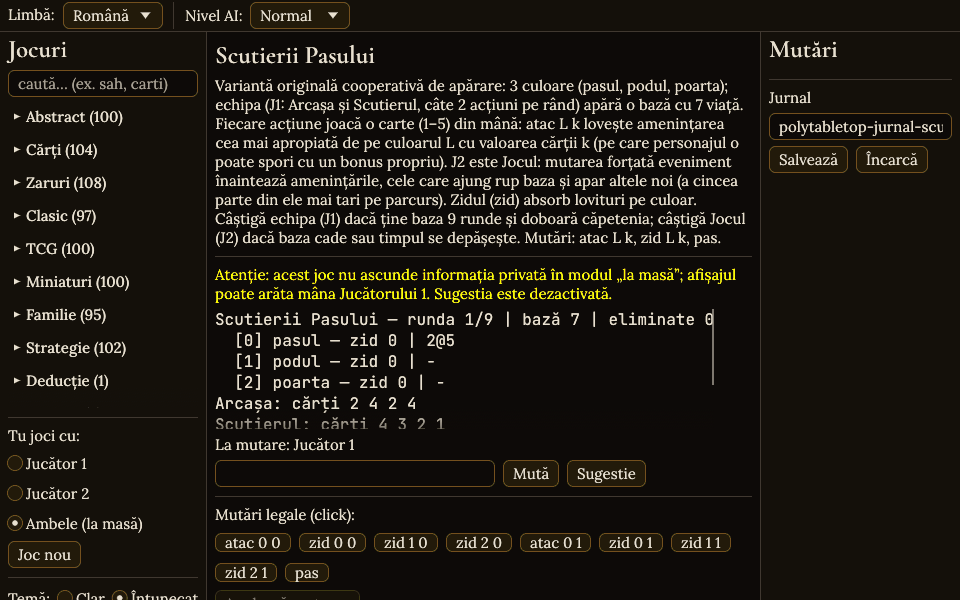 Limbă: Română ▼ Nivel AI: Normal ▼
Jocuri
caută... (ex. sah, carti)
▸ Abstract (100)
▸ Cărți (104)
▸ Zaruri (108)
▸ Clasic (97)
▸ TCG (100)
▸ Miniaturi (100)
▸ Familie (95)
▸ Strategie (102)
▸ Deducție (1)
Tu joci cu:
Jucător 1
Jucător 2
Ambele (la masă)
Joc nou
Temă: Clar Întunecat
Scutierii Pasului
Variantă originală cooperativă de apărare: 3 culoare (pasul, podul, poarta);
echipa (J1: Arcașa și Scutierul, câte 2 acțiuni pe rând) apără o bază cu 7 viață.
Fiecare acțiune joacă o carte (1–5) din mână: atac L k lovește amenințarea
cea mai apropiată de pe culoarul L cu valoarea cărții k (pe care personajul o
poate spori cu un bonus propriu). J2 este Jocul: mutarea forțată eveniment
înaintează amenințările, cele care ajung rup baza și apar altele noi (a cincea
parte din ele mai tari pe parcurs). Zidul (zid) absorb lovituri pe culoar.
Câștigă echipa (J1) dacă ține baza 9 runde și doboară căpetenia; câștigă Jocul
(J2) dacă baza cade sau timpul se depășește. Mutări: atac L k, zid L k, pas.
Atenție: acest joc nu ascunde informația privată în modul „la masă”; afișajul
poate arăta mâna Jucătorului 1. Sugestia este dezactivată.
Scutierii Pasului — runda 1/9 | bază 7 | eliminate 0
[0] pasul — zid 0 | 2@5
[1] podul — zid 0 | -
[2] poarta — zid 0 | -
Arcașa: cărți 2 4 2 4
Scutierul: cărți 4 3 2 1
La mutare: Jucător 1
Mută Sugestie
Mutări legale (click):
atac 0 0 zid 0 0 zid 1 0 zid 2 0 atac 0 1 zid 0 1 zid 1 1
zid 2 1 pas
Mutări
Jurnal
polytabletop-jurnal-scu
Salvează Încarcă